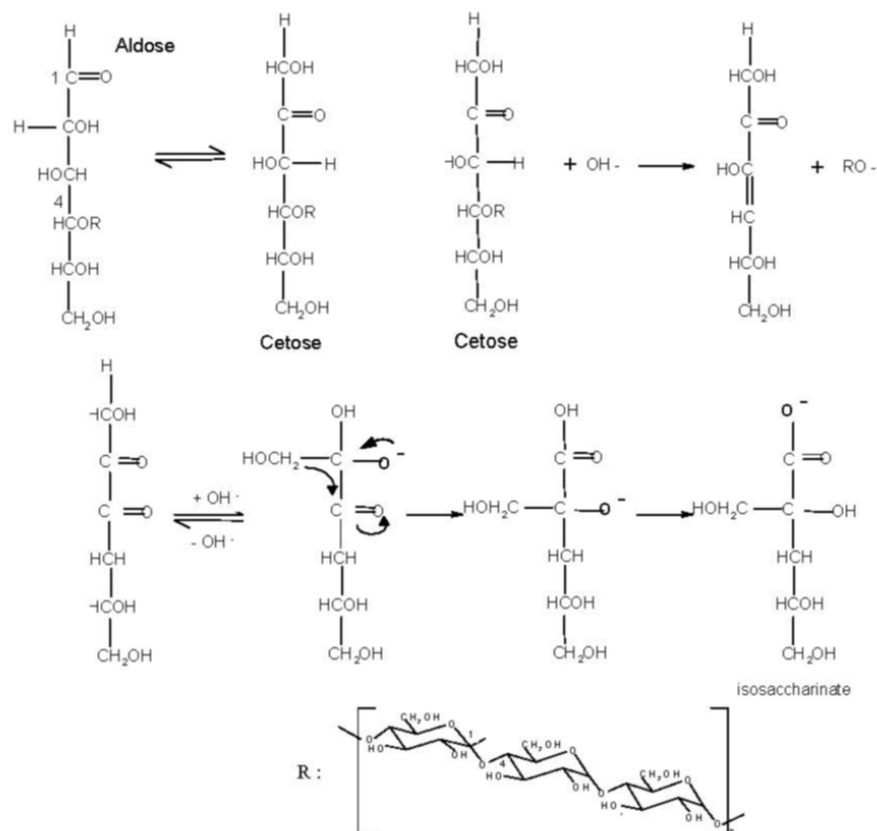 H
Aldose
1 C=O
H—COH
HOCH
4
HCOR
HCOH
CH2OH
H
HCOH
C=O
HOC—H
HCOR
HCOH
CH2OH
Cetose
H
HCOH
C=O
HOC—H
HCOR
HCOH
CH2OH
Cetose
+ OH -
H
HCOH
C=O
HOC
HC
HCOH
CH2OH
+ RO -
H
HCOH
C=O
C=O
HCH
HCOH
CH2OH
+ OH ·
- OH ·
OH
HOCH2—C—O −
C=O
HCH
HCOH
CH2OH
OH
C=O
HOH2C—C—O −
HCH
HCOH
CH2OH
O −
C=O
HOH2C—C—OH
HCH
HCOH
CH2OH
isosaccharinate
R :
CH2OH
O
O
HO
OH
1
O
4
CH2OH
O
HO
OH
O
CH2OH
O
HO
OH
O